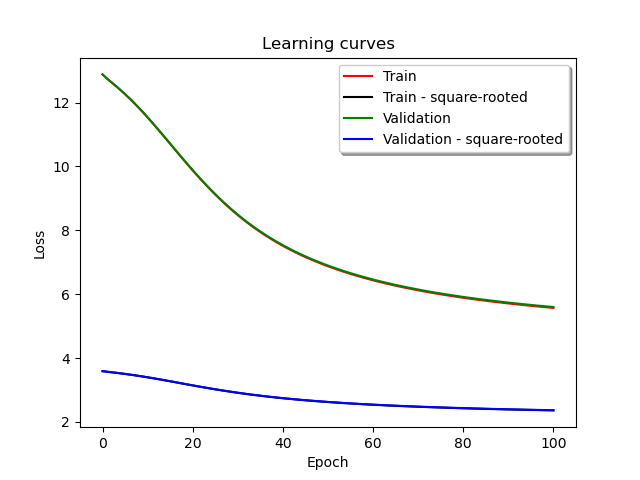 Learning curves
Train
Train - square-rooted
Validation
Validation - square-rooted
12
10
8
6
4
2
Loss
0
20
40
60
80
100
Epoch